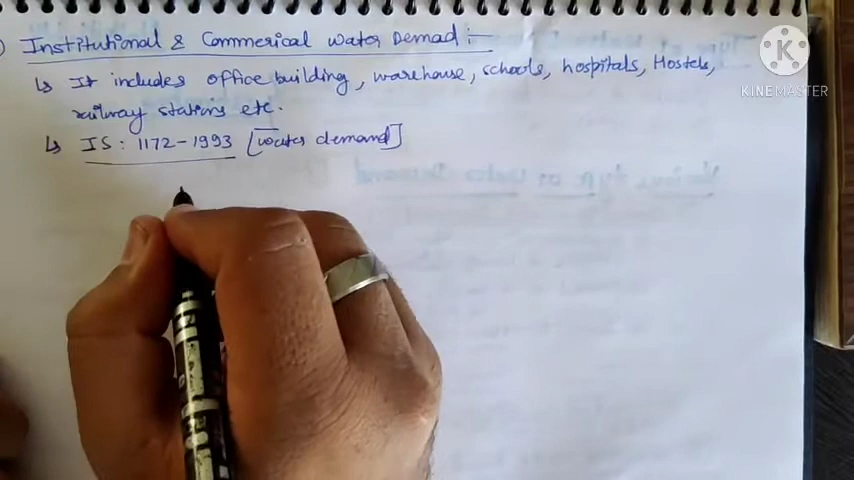 Institutional & Commerical Water Demad :-
↳ It includes office building, warehouse, schools, hospitals, Hostels,
railway stations etc.
↳ IS : 1172-1993 [water demand]
KINEMASTER